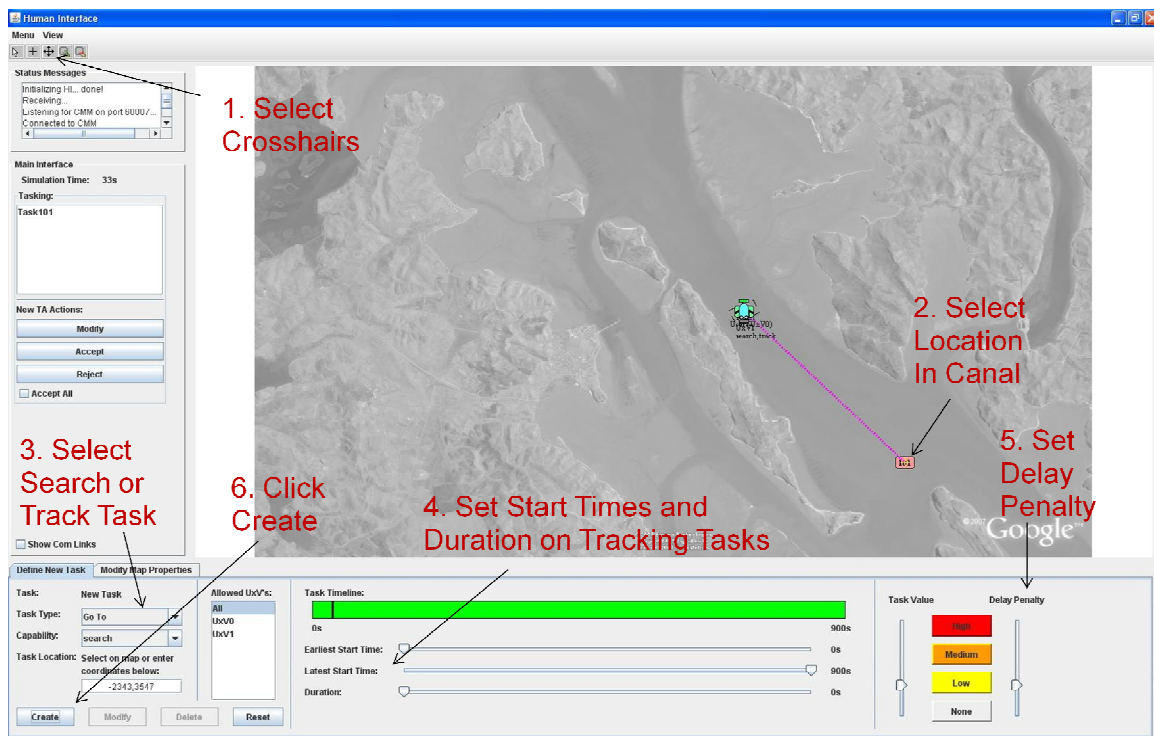 Human Interface
Menu View
Status Messages
Initializing HI... done!
Receiving...
Listening for CMM on port 60007...
Connected to CMM
1. Select
Crosshairs
Main Interface
Simulation Time: 33s
Tasking:
Task101
New TA Actions:
Modify
Accept
Reject
Accept All
search,track
2. Select
Location
In Canal
3. Select
Search or
Track Task
6. Click
Create
4. Set Start Times and
Duration on Tracking Tasks
5. Set
Delay
Penalty
©2007 Google
Show Com Links
Define New Task Modify Map Properties
Task: New Task
Task Type: Go To
Capability: search
Task Location: Select on map or enter
coordinates below:
-2343,3547
Create Modify Delete Reset
Allowed UxV's:
All
UxV0
UxV1
Task Timeline:
0s 900s
Earliest Start Time: 0s
Latest Start Time: 900s
Duration: 0s
Task Value Delay Penalty
High
Medium
Low
None